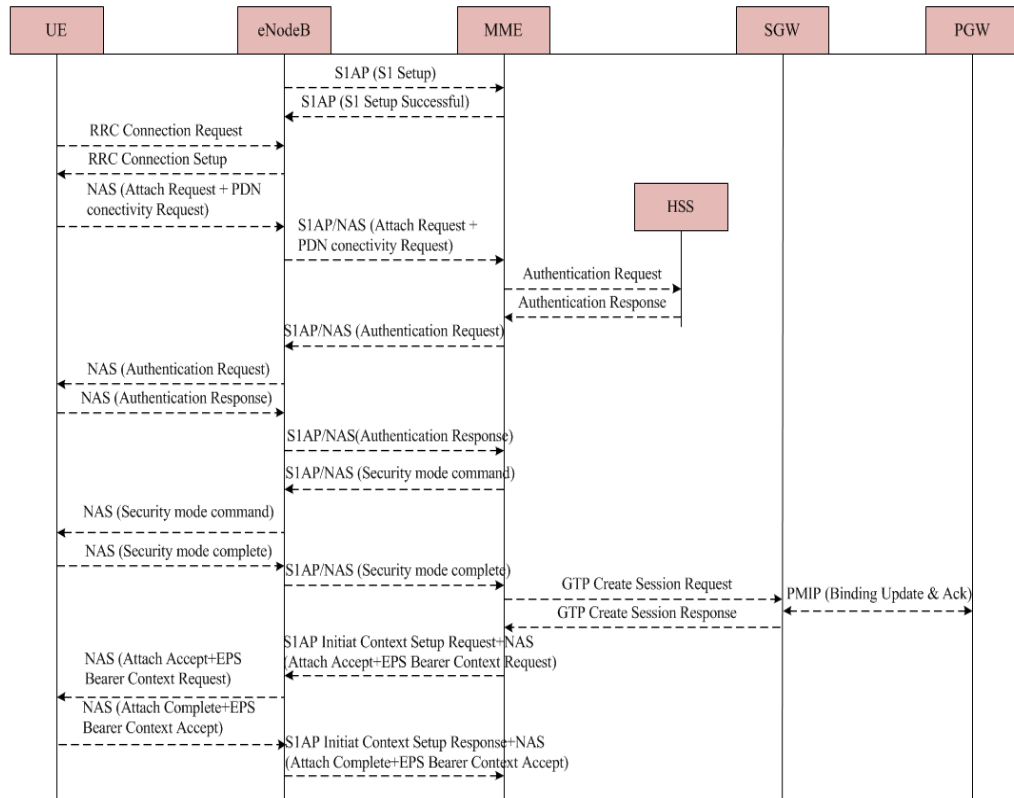 UE
eNodeB
MME
SGW
PGW
S1AP (S1 Setup)
S1AP (S1 Setup Successful)
RRC Connection Request
RRC Connection Setup
NAS (Attach Request + PDN
conectivity Request)
HSS
S1AP/NAS (Attach Request +
PDN conectivity Request)
Authentication Request
Authentication Response
S1AP/NAS (Authentication Request)
NAS (Authentication Request)
NAS (Authentication Response)
S1AP/NAS(Authentication Response)
S1AP/NAS (Security mode command)
NAS (Security mode command)
NAS (Security mode complete)
S1AP/NAS (Security mode complete)
GTP Create Session Request
PMIP (Binding Update & Ack)
GTP Create Session Response
S1AP Initiat Context Setup Request+NAS
(Attach Accept+EPS Bearer Context Request)
NAS (Attach Accept+EPS
Bearer Context Request)
NAS (Attach Complete+EPS
Bearer Context Accept)
S1AP Initiat Context Setup Response+NAS
(Attach Complete+EPS Bearer Context Accept)